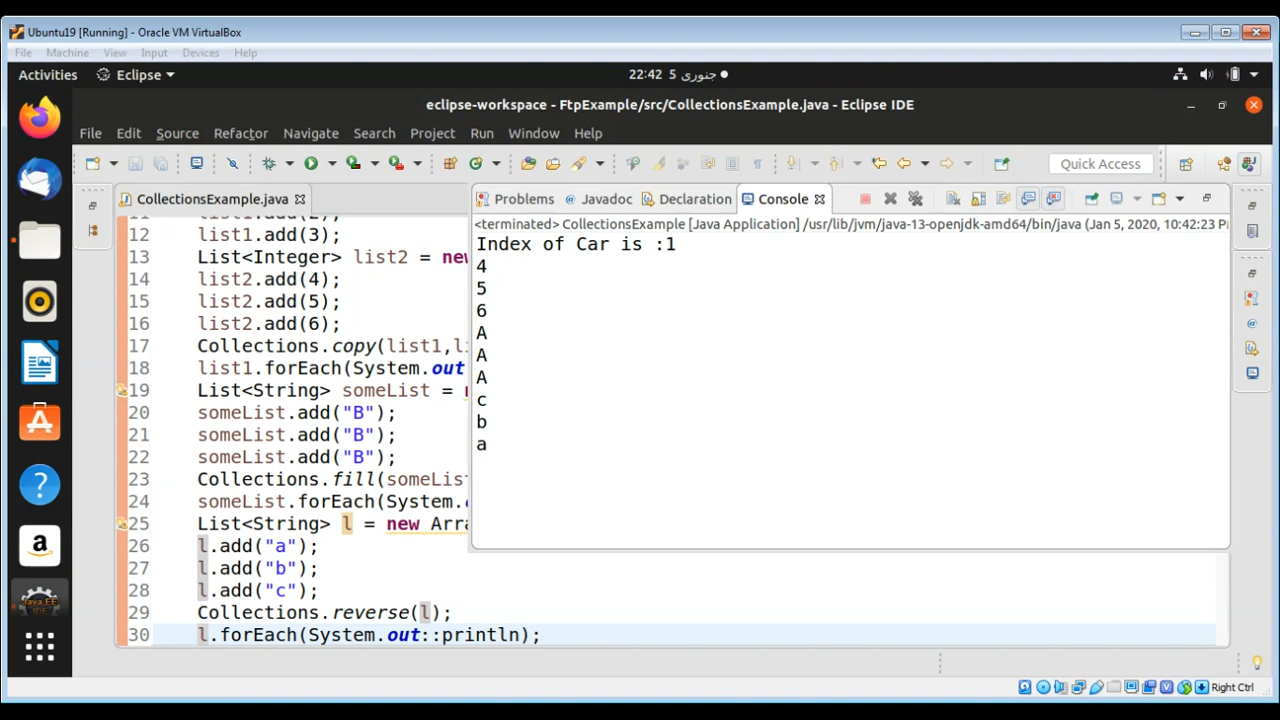 Ubuntu19 [Running] - Oracle VM VirtualBox
File Machine View Input Devices Help
Activities Eclipse 22:42 جنوری 5
eclipse-workspace - FtpExample/src/CollectionsExample.java - Eclipse IDE
File Edit Source Refactor Navigate Search Project Run Window Help
Quick Access
CollectionsExample.java
11 list1.add(2);
12 list1.add(3);
13 List<Integer> list2 = new
14 list2.add(4);
15 list2.add(5);
16 list2.add(6);
17 Collections.copy(list1,
18 list1.forEach(System.out
19 List<String> someList =
20 someList.add("B");
21 someList.add("B");
22 someList.add("B");
23 Collections.fill(someList
24 someList.forEach(System.
25 List<String> l = new Arra
26 l.add("a");
27 l.add("b");
28 l.add("c");
29 Collections.reverse(l);
30 l.forEach(System.out::println);
Problems Javadoc Declaration Console
<terminated> CollectionsExample [Java Application] /usr/lib/jvm/java-13-openjdk-amd64/bin/java (Jan 5, 2020, 10:42:23 P
Index of Car is :1
4
5
6
A
A
A
c
b
a
Java EE
IDE
Right Ctrl